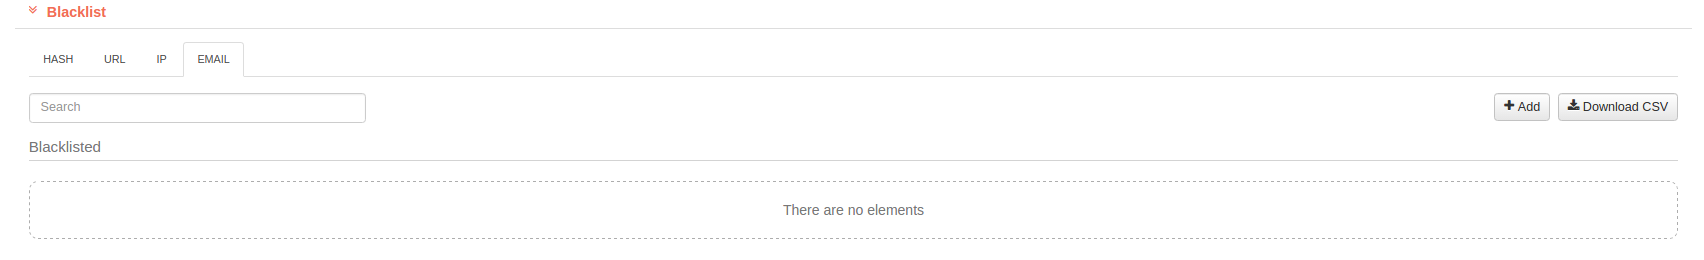 Blacklist
HASH URL IP EMAIL
Search Add Download CSV
Blacklisted
There are no elements